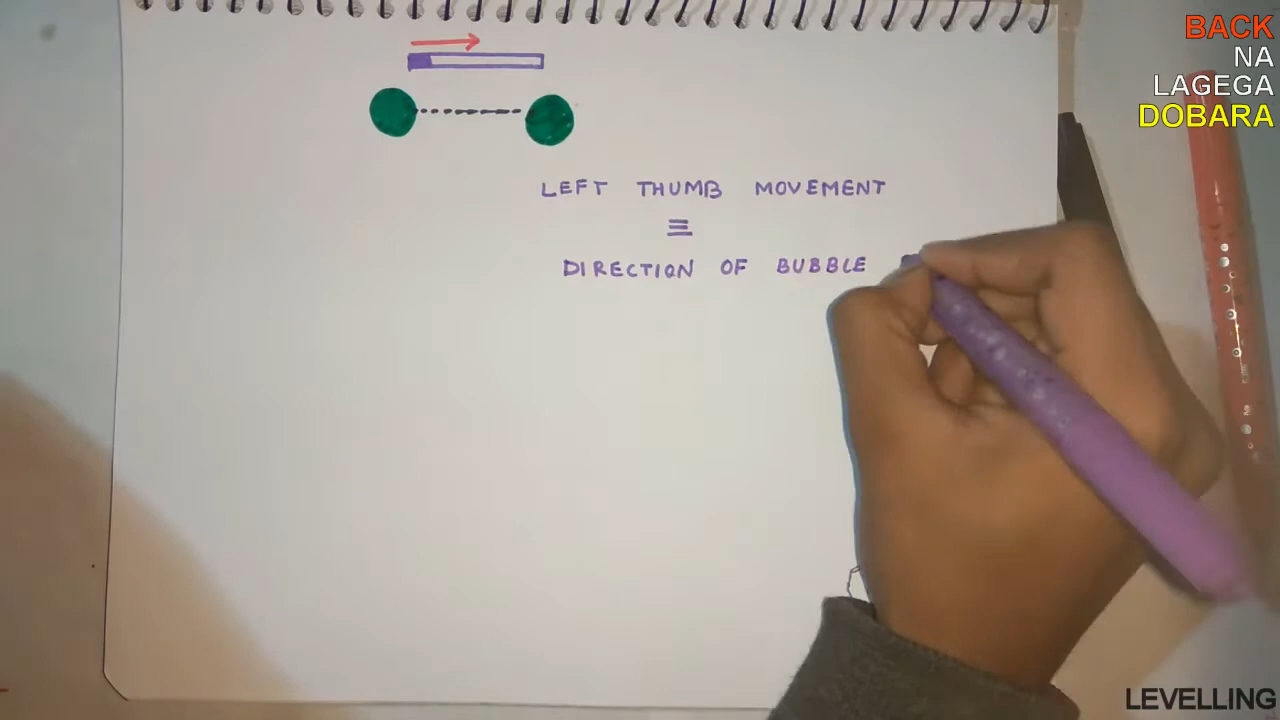 BACK
NA
LAGEGA
DOBARA
LEFT THUMB MOVEMENT
≡
DIRECTION OF BUBBLE
LEVELLING